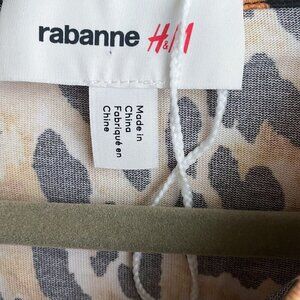 rabanne H&M
Made in
China
Fabriqué en
Chine